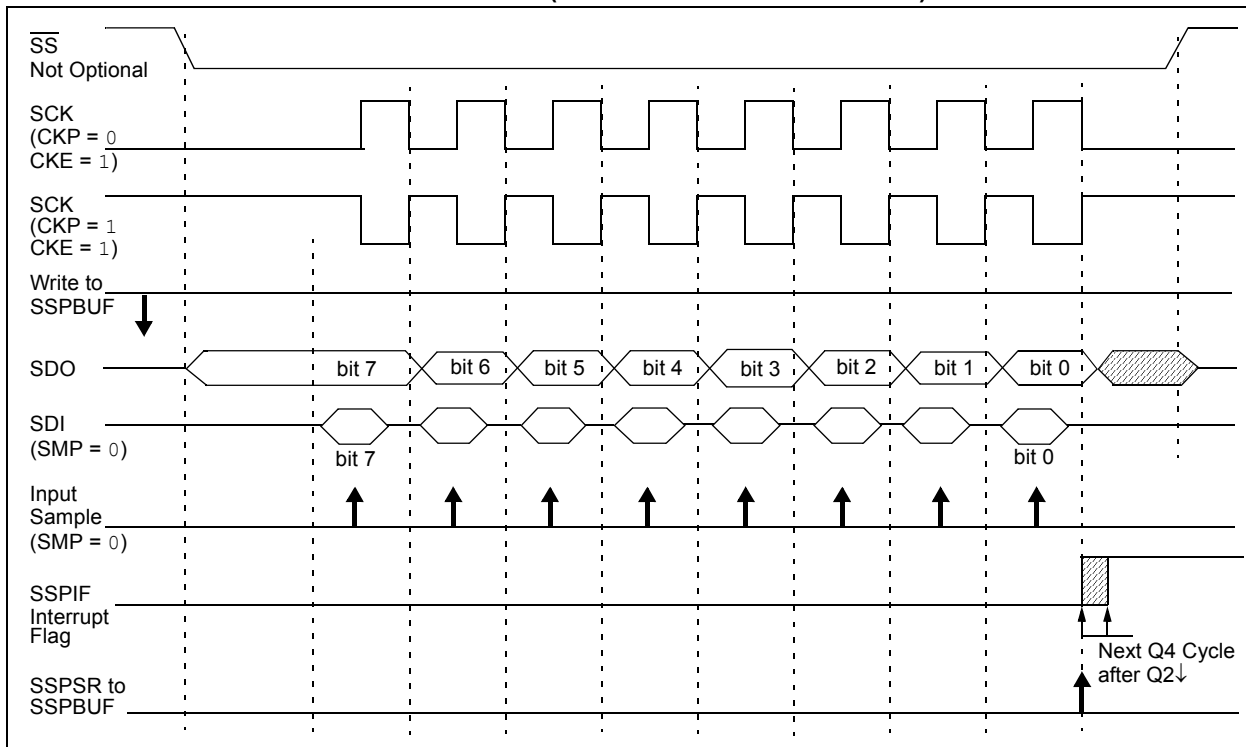 SS
Not Optional
SCK
(CKP = 0
CKE = 1)
SCK
(CKP = 1
CKE = 1)
Write to
SSPBUF
SDO
bit 7 bit 6 bit 5 bit 4 bit 3 bit 2 bit 1 bit 0
SDI
(SMP = 0)
bit 7 bit 0
Input
Sample
(SMP = 0)
SSPIF
Interrupt
Flag
Next Q4 Cycle
after Q2↓
SSPSR to
SSPBUF